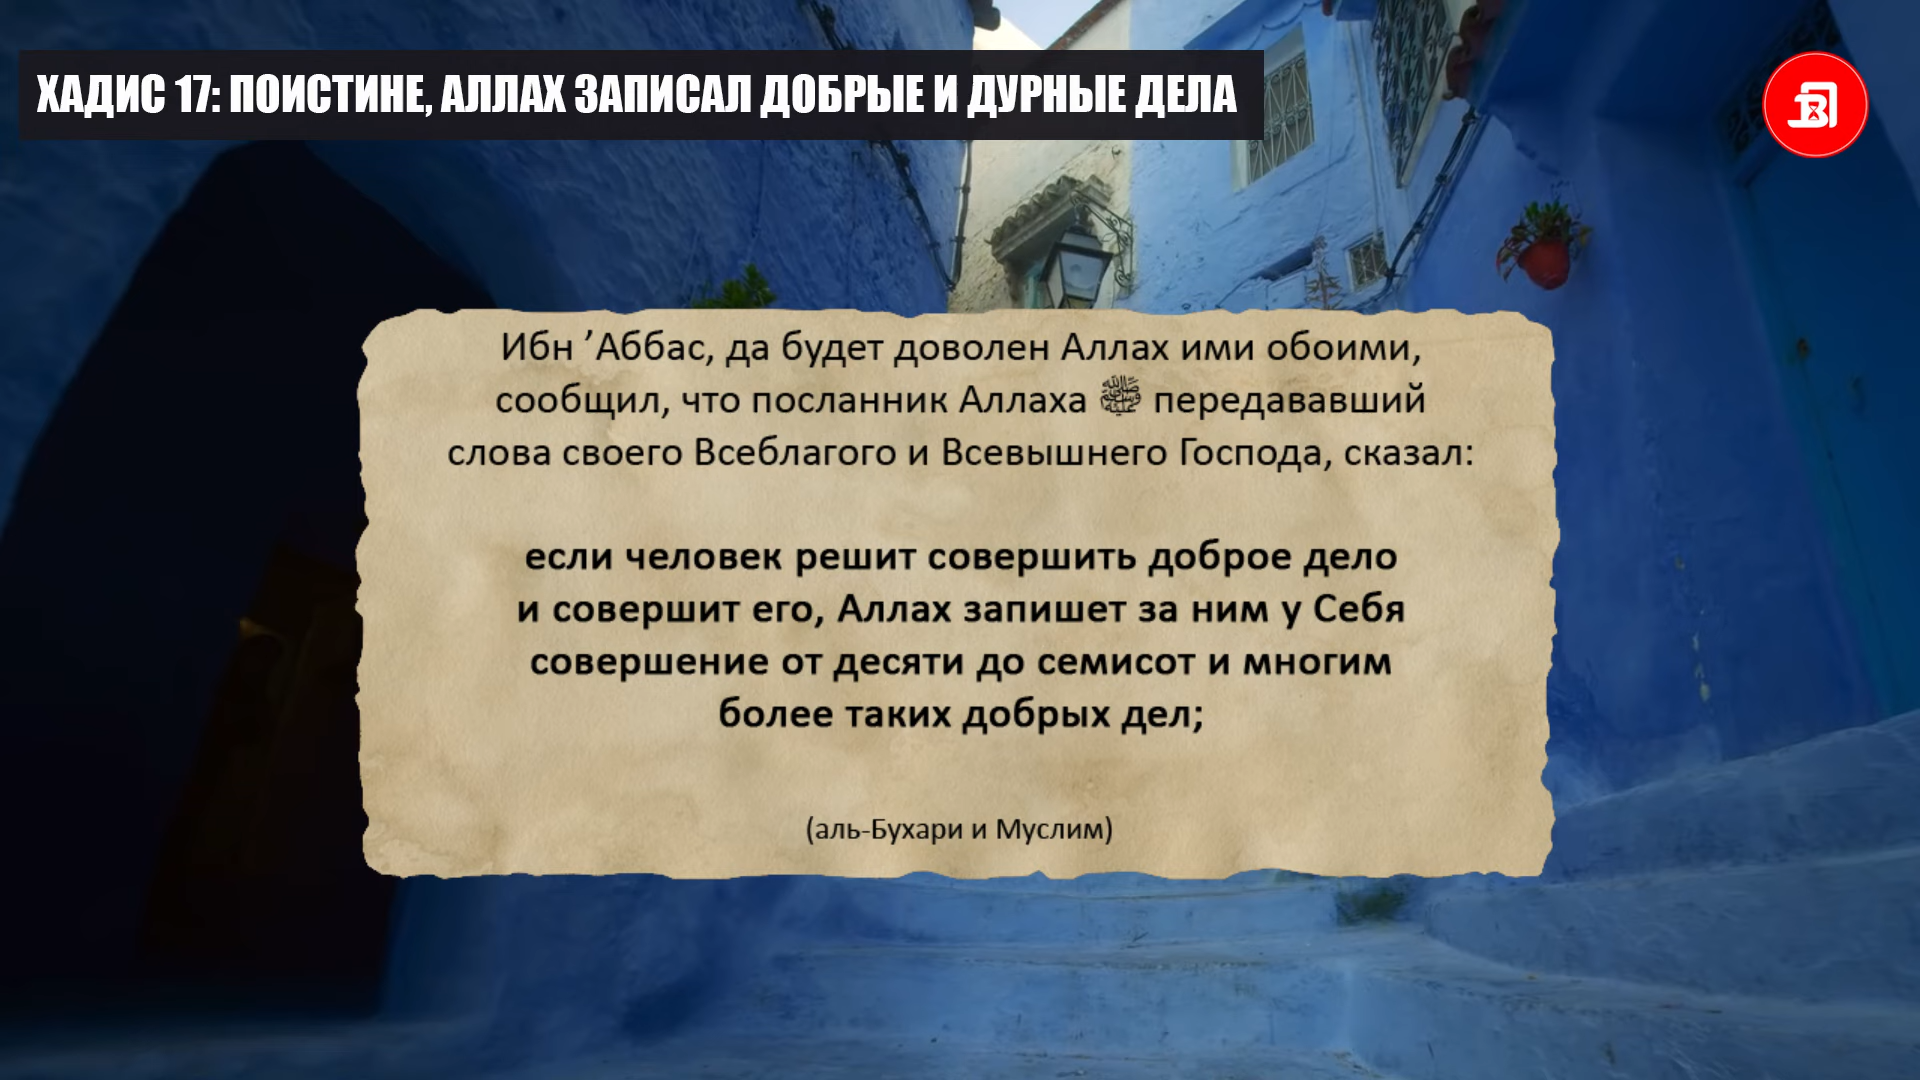 ХАДИС 17: ПОИСТИНЕ, АЛЛАХ ЗАПИСАЛ ДОБРЫЕ И ДУРНЫЕ ДЕЛА
Ибн ’Аббас, да будет доволен Аллах ими обоими,
сообщил, что посланник Аллаха ﷺ передававший
слова своего Всеблагого и Всевышнего Господа, сказал:
если человек решит совершить доброе дело
и совершит его, Аллах запишет за ним у Себя
совершение от десяти до семисот и многим
более таких добрых дел;
(аль-Бухари и Муслим)